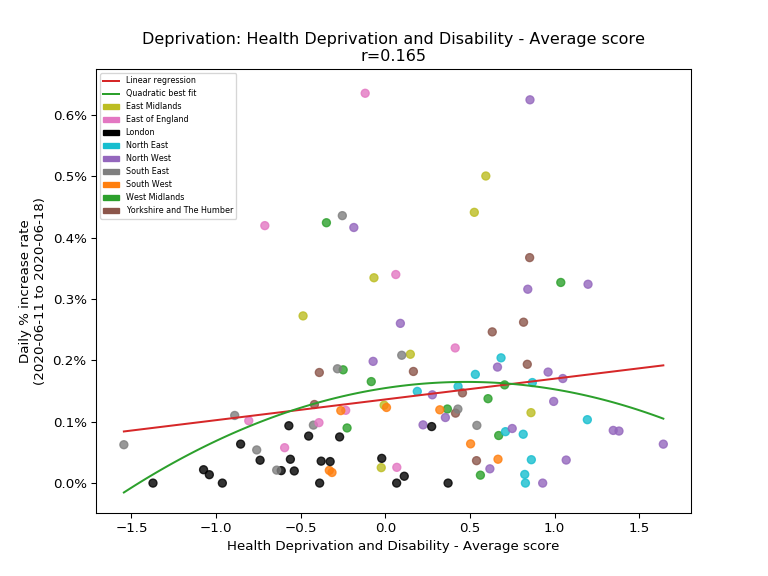 Deprivation: Health Deprivation and Disability - Average score
r=0.165
Linear regression
Quadratic best fit
East Midlands
East of England
London
North East
North West
South East
South West
West Midlands
Yorkshire and The Humber
0.6%
0.5%
0.4%
0.3%
0.2%
0.1%
0.0%
Daily % increase rate
(2020-06-11 to 2020-06-18)
−1.5 −1.0 −0.5 0.0 0.5 1.0 1.5
Health Deprivation and Disability - Average score